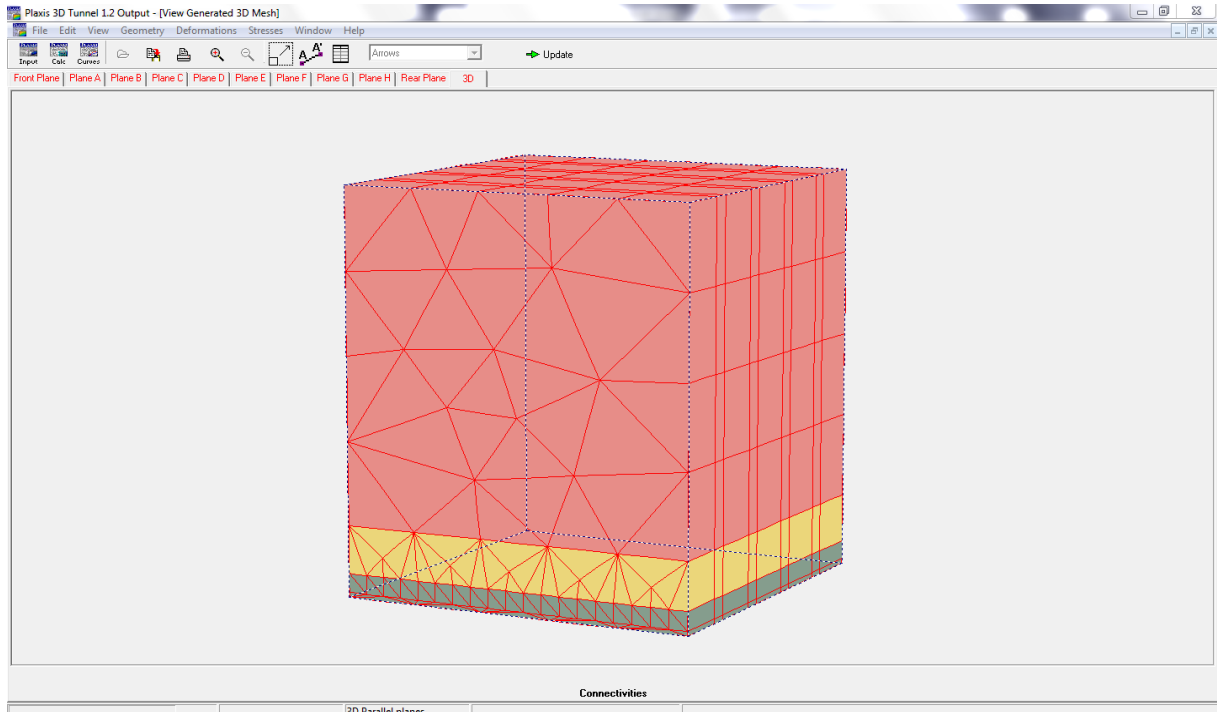 Plaxis 3D Tunnel 1.2 Output - [View Generated 3D Mesh]
File Edit View Geometry Deformations Stresses Window Help
Input Calc Curves A A* Arrows Update
Front Plane | Plane A | Plane B | Plane C | Plane D | Plane E | Plane F | Plane G | Plane H | Rear Plane 3D |
Connectivities
3D Parallel planes